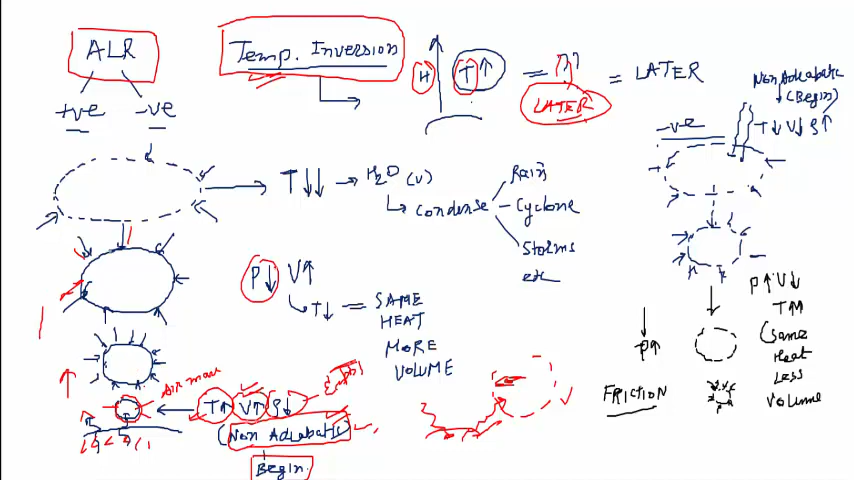 ALR
Temp. Inversion
H
T↑
=
LATER
= LATER
Non Adiabatic
(Begin)
+ve
-ve
-ve
T↓ V↓ ρ↑
T↓↓ → H₂O (v)
↳ Condense
Rain
Cyclone
Storms
etc
P↓ V↑
↳ T↓ = SAME
HEAT
MORE
VOLUME
P↑ V↓
T↑↑
(Same
Heat
Less
Volume
P↑
FRICTION
Air mass
T↑ V↑ ρ↓
(Non Adiabatic)
Begin